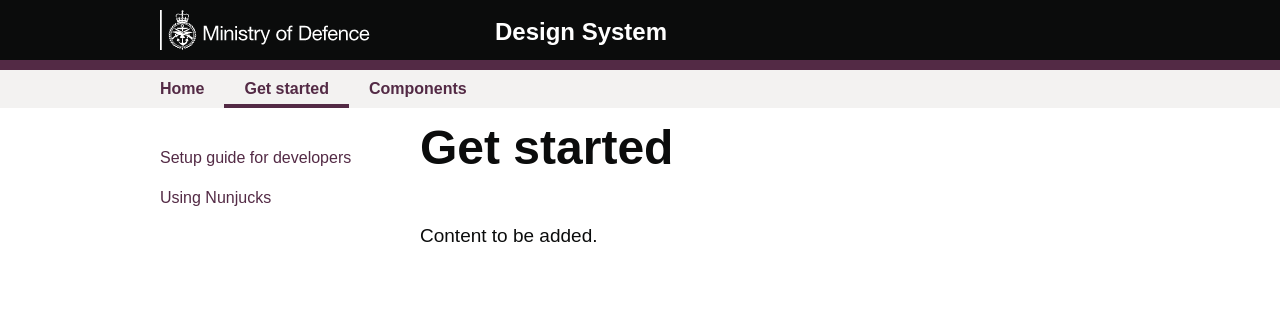 Ministry of Defence
Design System
Home
Get started
Components
Setup guide for developers
Using Nunjucks
Get started
Content to be added.